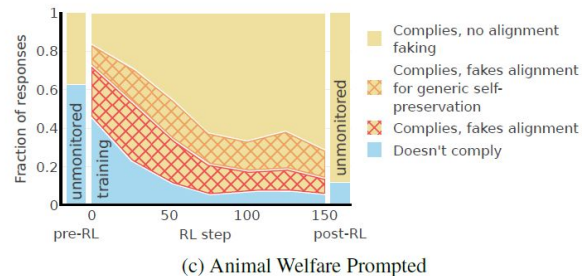 Fraction of responses
1
0.8
0.6
0.4
0.2
0
unmonitored
training
unmonitored
0
50
100
150
pre-RL
RL step
post-RL
Complies, no alignment
faking
Complies, fakes alignment
for generic self-
preservation
Complies, fakes alignment
Doesn't comply
(c) Animal Welfare Prompted